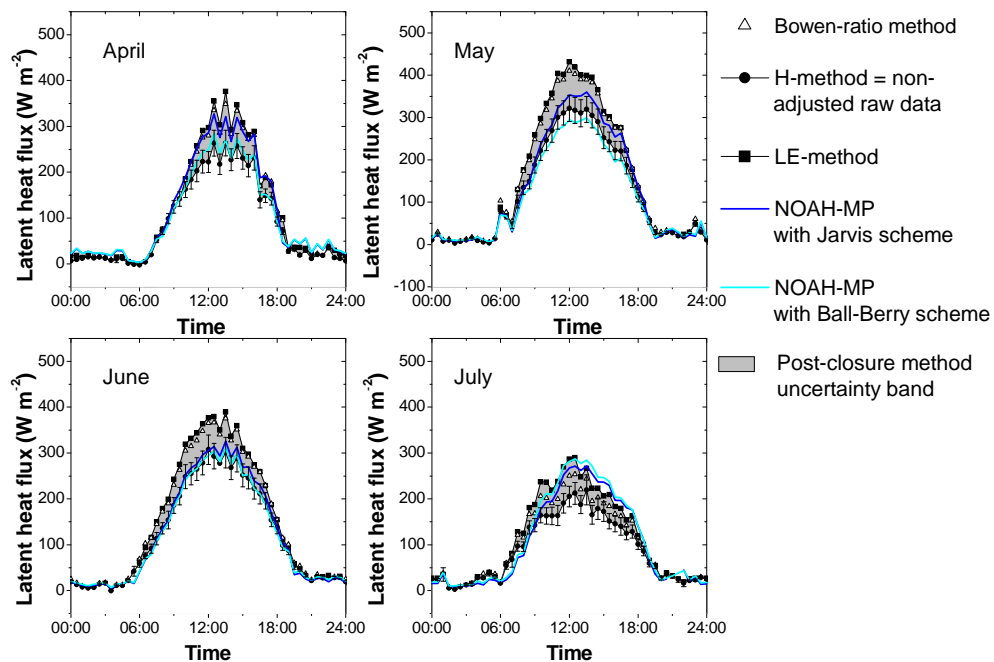 April
500
400
300
200
100
0
Latent heat flux (W m-2)
00:00 06:00 12:00 18:00 24:00
Time
May
500
400
300
200
100
0
-100
Latent heat flux (W m-2)
00:00 06:00 12:00 18:00 24:00
Time
Bowen-ratio method
H-method = non-
adjusted raw data
LE-method
NOAH-MP
with Jarvis scheme
NOAH-MP
with Ball-Berry scheme
Post-closure method
uncertainty band
June
500
400
300
200
100
0
Latent heat flux (W m-2)
00:00 06:00 12:00 18:00 24:00
Time
July
500
400
300
200
100
0
Latent heat flux (W m-2)
00:00 06:00 12:00 18:00 24:00
Time